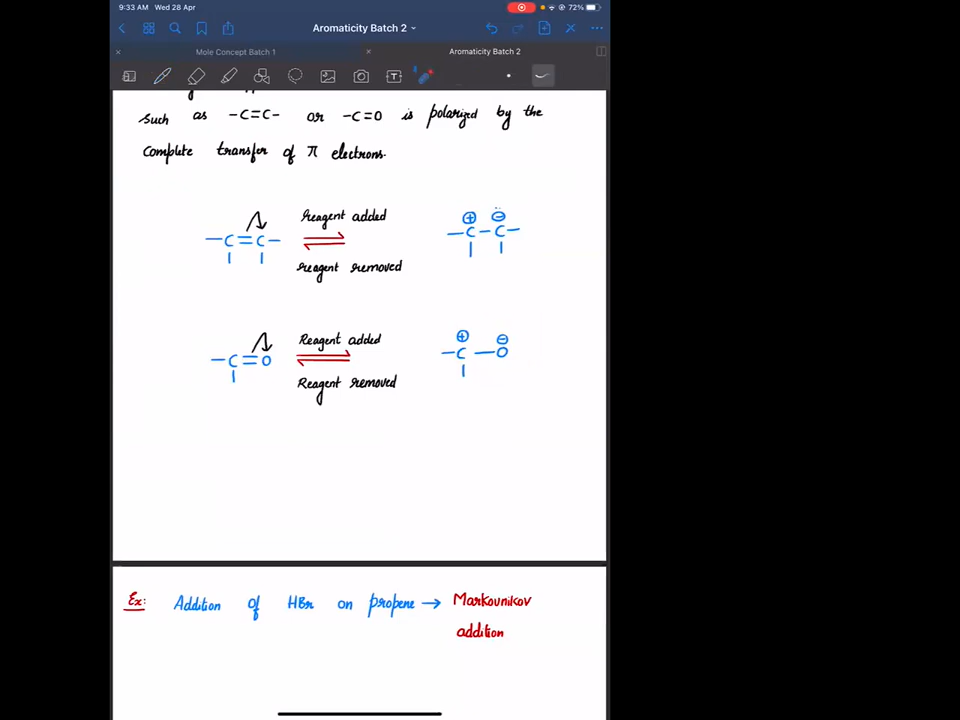 9:33 AM Wed 28 Apr
72%
Aromaticity Batch 2
Mole Concept Batch 1
Aromaticity Batch 2
such as -C=C- or -C=O is polarized by the
complete transfer of π electrons.
Reagent added
-C=C-
reagent removed
⊕ ⊖
-C-C-
Reagent added
-C=O
Reagent removed
⊕ ⊖
-C-O
Ex: Addition of HBr on propene → Markovnikov
addition